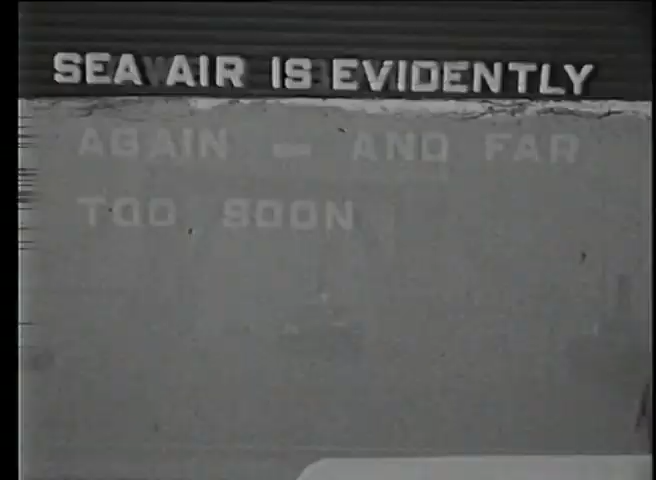 SEA AIR IS EVIDENTLY
AGAIN - AND FAR
TOO SOON